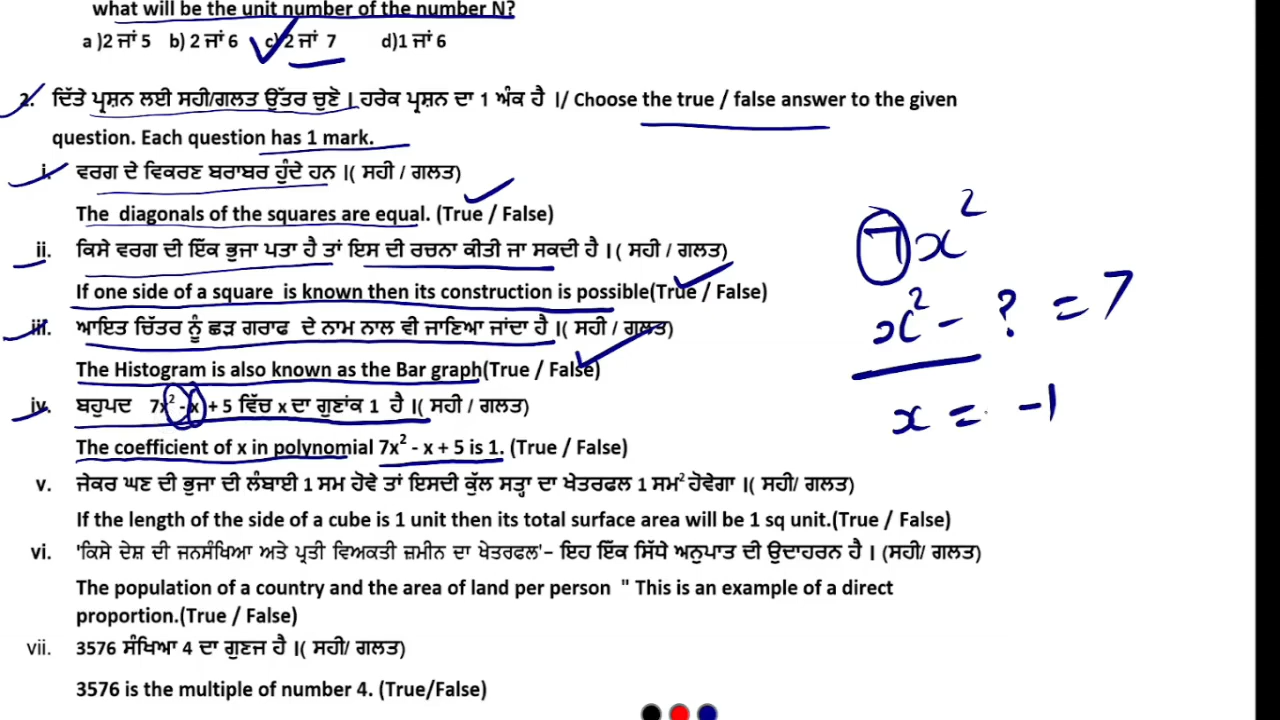 what will be the unit number of the number N?
a )2 ਜਾਂ 5 b) 2 ਜਾਂ 6 c) 2 ਜਾਂ 7 d)1 ਜਾਂ 6
2. ਦਿੱਤੇ ਪ੍ਰਸ਼ਨ ਲਈ ਸਹੀ/ਗਲਤ ਉੱਤਰ ਚੁਣੋ । ਹਰੇਕ ਪ੍ਰਸ਼ਨ ਦਾ 1 ਅੰਕ ਹੈ ।/ Choose the true / false answer to the given
question. Each question has 1 mark.
i. ਵਰਗ ਦੇ ਵਿਕਰਣ ਬਰਾਬਰ ਹੁੰਦੇ ਹਨ ।( ਸਹੀ / ਗਲਤ)
The diagonals of the squares are equal. (True / False)
ii. ਕਿਸੇ ਵਰਗ ਦੀ ਇੱਕ ਭੁਜਾ ਪਤਾ ਹੈ ਤਾਂ ਇਸ ਦੀ ਰਚਨਾ ਕੀਤੀ ਜਾ ਸਕਦੀ ਹੈ ।( ਸਹੀ / ਗਲਤ)
If one side of a square is known then its construction is possible(True / False)
iii. ਆਇਤ ਚਿੱਤਰ ਨੂੰ ਛੜ ਗਰਾਫ ਦੇ ਨਾਮ ਨਾਲ ਵੀ ਜਾਣਿਆ ਜਾਂਦਾ ਹੈ ।( ਸਹੀ / ਗਲਤ)
The Histogram is also known as the Bar graph(True / False)
iv. ਬਹੁਪਦ 7x² - x + 5 ਵਿੱਚ x ਦਾ ਗੁਣਾਂਕ 1 ਹੈ ।( ਸਹੀ / ਗਲਤ)
The coefficient of x in polynomial 7x² - x + 5 is 1. (True / False)
v. ਜੇਕਰ ਘਣ ਦੀ ਭੁਜਾ ਦੀ ਲੰਬਾਈ 1 ਸਮ ਹੋਵੇ ਤਾਂ ਇਸਦੀ ਕੁੱਲ ਸਤ੍ਹਾ ਦਾ ਖੇਤਰਫਲ 1 ਸਮ² ਹੋਵੇਗਾ ।( ਸਹੀ/ ਗਲਤ)
If the length of the side of a cube is 1 unit then its total surface area will be 1 sq unit.(True / False)
vi. 'ਕਿਸੇ ਦੇਸ਼ ਦੀ ਜਨਸੰਖਿਆ ਅਤੇ ਪ੍ਰਤੀ ਵਿਅਕਤੀ ਜ਼ਮੀਨ ਦਾ ਖੇਤਰਫਲ'– ਇਹ ਇੱਕ ਸਿੱਧੇ ਅਨੁਪਾਤ ਦੀ ਉਦਾਹਰਨ ਹੈ । (ਸਹੀ/ ਗਲਤ)
The population of a country and the area of land per person " This is an example of a direct
proportion.(True / False)
vii. 3576 ਸੰਖਿਆ 4 ਦਾ ਗੁਣਜ ਹੈ ।( ਸਹੀ/ ਗਲਤ)
3576 is the multiple of number 4. (True/False)
7x²
x² - ? = 7
x = -1